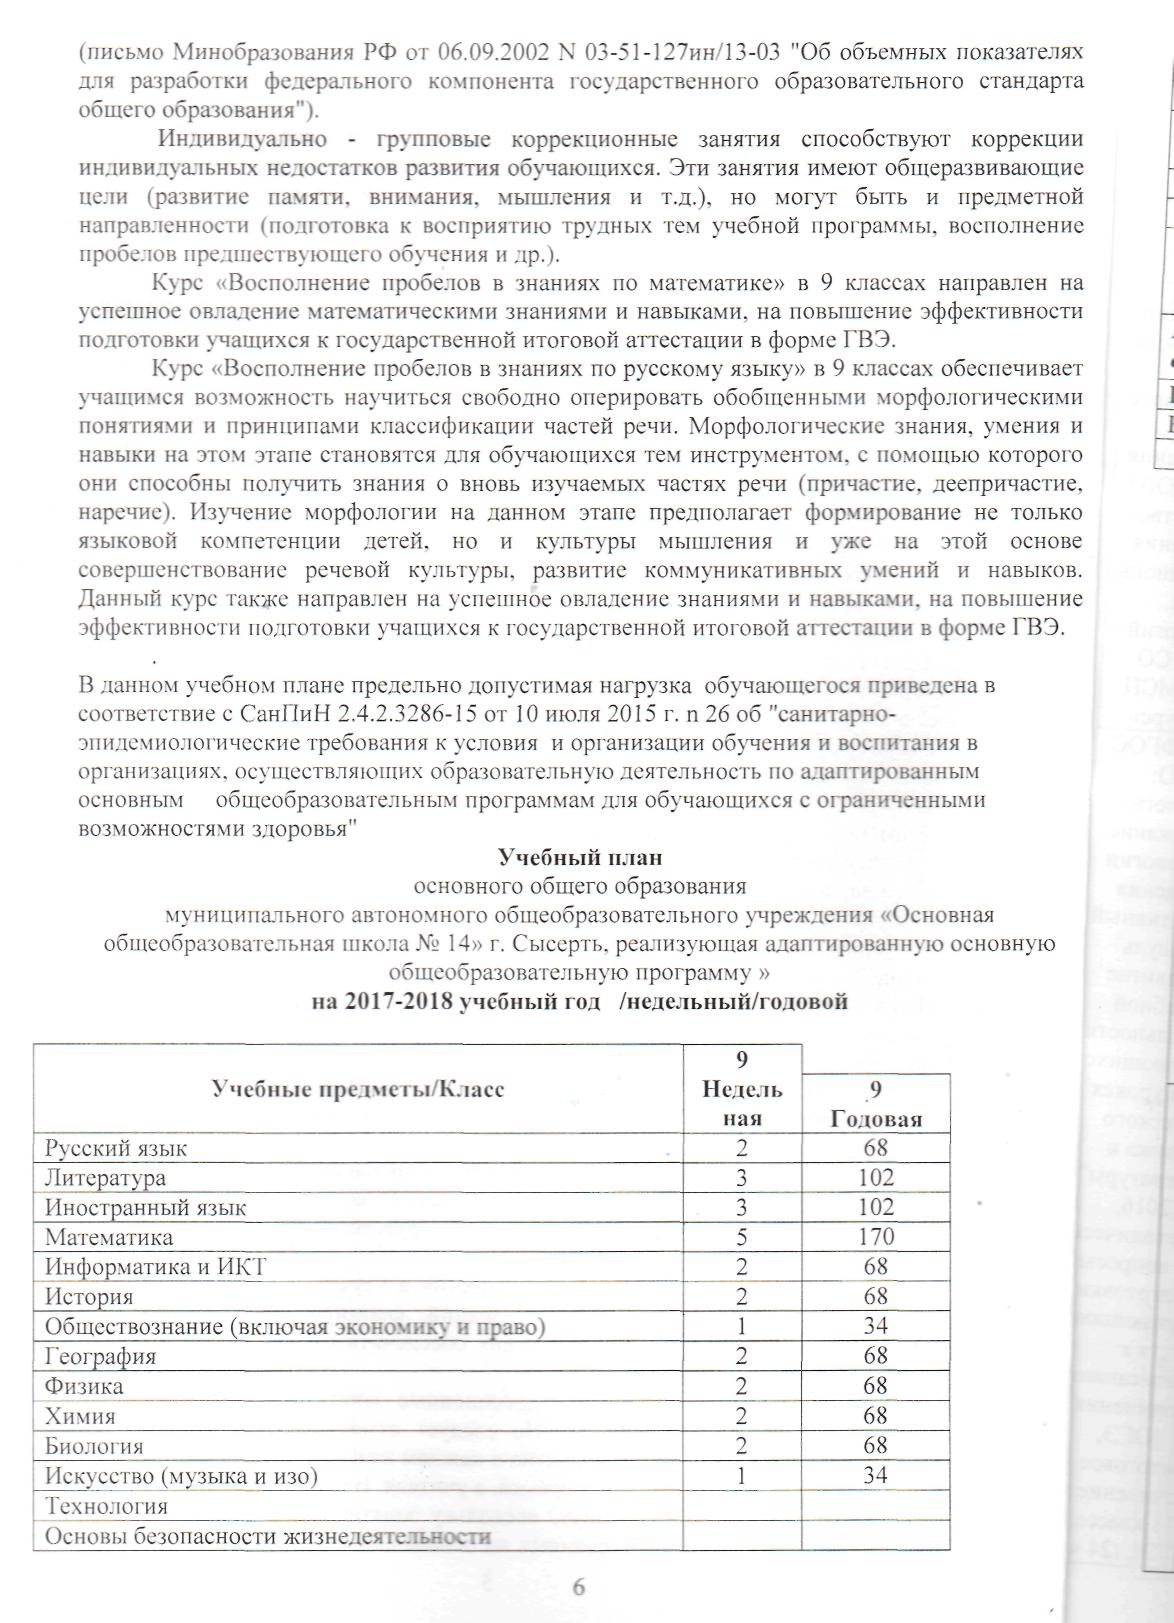 (письмо Минобразования РФ от 06.09.2002 N 03-51-127ин/13-03 "Об объемных показателях
для разработки федерального компонента государственного образовательного стандарта
общего образования").
Индивидуально - групповые коррекционные занятия способствуют коррекции
индивидуальных недостатков развития обучающихся. Эти занятия имеют общеразвивающие
цели (развитие памяти, внимания, мышления и т.д.), но могут быть и предметной
направленности (подготовка к восприятию трудных тем учебной программы, восполнение
пробелов предшествующего обучения и др.).
Курс «Восполнение пробелов в знаниях по математике» в 9 классах направлен на
успешное овладение математическими знаниями и навыками, на повышение эффективности
подготовки учащихся к государственной итоговой аттестации в форме ГВЭ.
Курс «Восполнение пробелов в знаниях по русскому языку» в 9 классах обеспечивает
учащимся возможность научиться свободно оперировать обобщенными морфологическими
понятиями и принципами классификации частей речи. Морфологические знания, умения и
навыки на этом этапе становятся для обучающихся тем инструментом, с помощью которого
они способны получить знания о вновь изучаемых частях речи (причастие, деепричастие,
наречие). Изучение морфологии на данном этапе предполагает формирование не только
языковой компетенции детей, но и культуры мышления и уже на этой основе
совершенствование речевой культуры, развитие коммуникативных умений и навыков.
Данный курс также направлен на успешное овладение знаниями и навыками, на повышение
эффективности подготовки учащихся к государственной итоговой аттестации в форме ГВЭ.
.
В данном учебном плане предельно допустимая нагрузка обучающегося приведена в
соответствие с СанПиН 2.4.2.3286-15 от 10 июля 2015 г. n 26 об "санитарно-
эпидемиологические требования к условия и организации обучения и воспитания в
организациях, осуществляющих образовательную деятельность по адаптированным
основным общеобразовательным программам для обучающихся с ограниченными
возможностями здоровья"
Учебный план
основного общего образования
муниципального автономного общеобразовательного учреждения «Основная
общеобразовательная школа № 14» г. Сысерть, реализующая адаптированную основную
общеобразовательную программу »
на 2017-2018 учебный год /недельный/годовой
Учебные предметы/Класс
9
Недель
ная
9
Годовая
Русский язык 2 68
Литература 3 102
Иностранный язык 3 102
Математика 5 170
Информатика и ИКТ 2 68
История 2 68
Обществознание (включая экономику и право) 1 34
География 2 68
Физика 2 68
Химия 2 68
Биология 2 68
Искусство (музыка и изо) 1 34
Технология
Основы безопасности жизнедеятельности
6